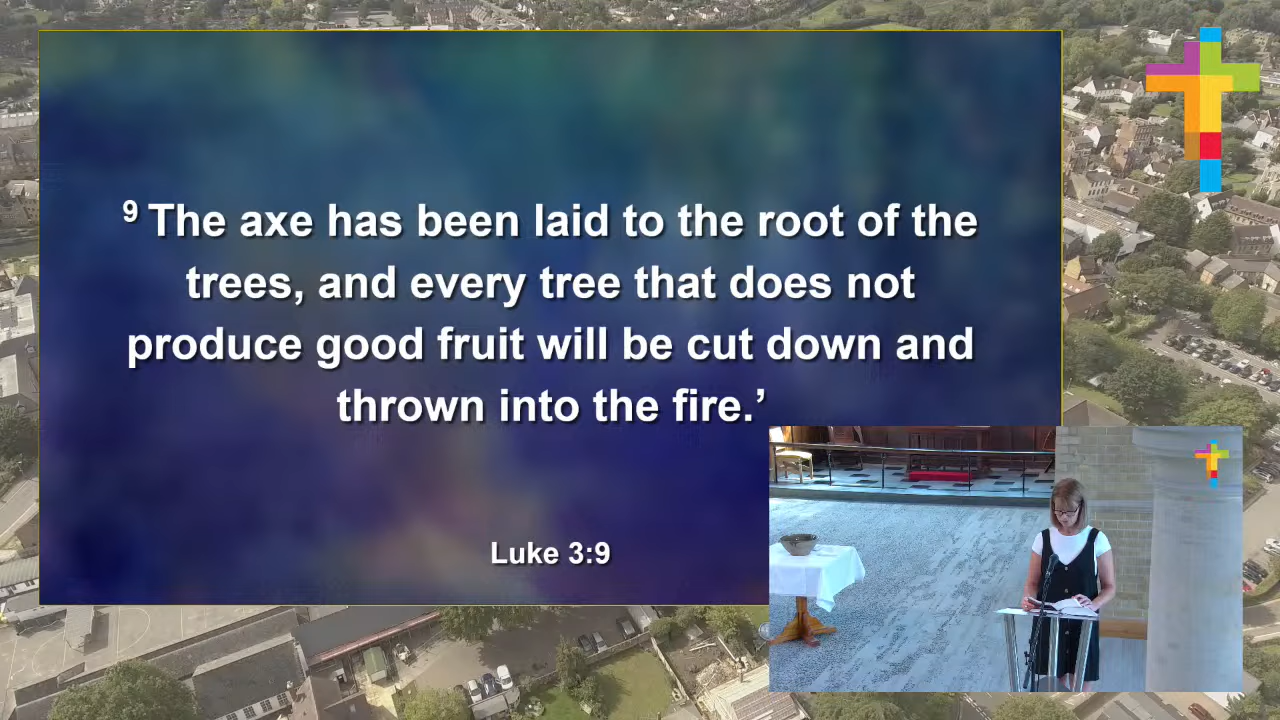 ⁹ The axe has been laid to the root of the
trees, and every tree that does not
produce good fruit will be cut down and
thrown into the fire.’
Luke 3:9